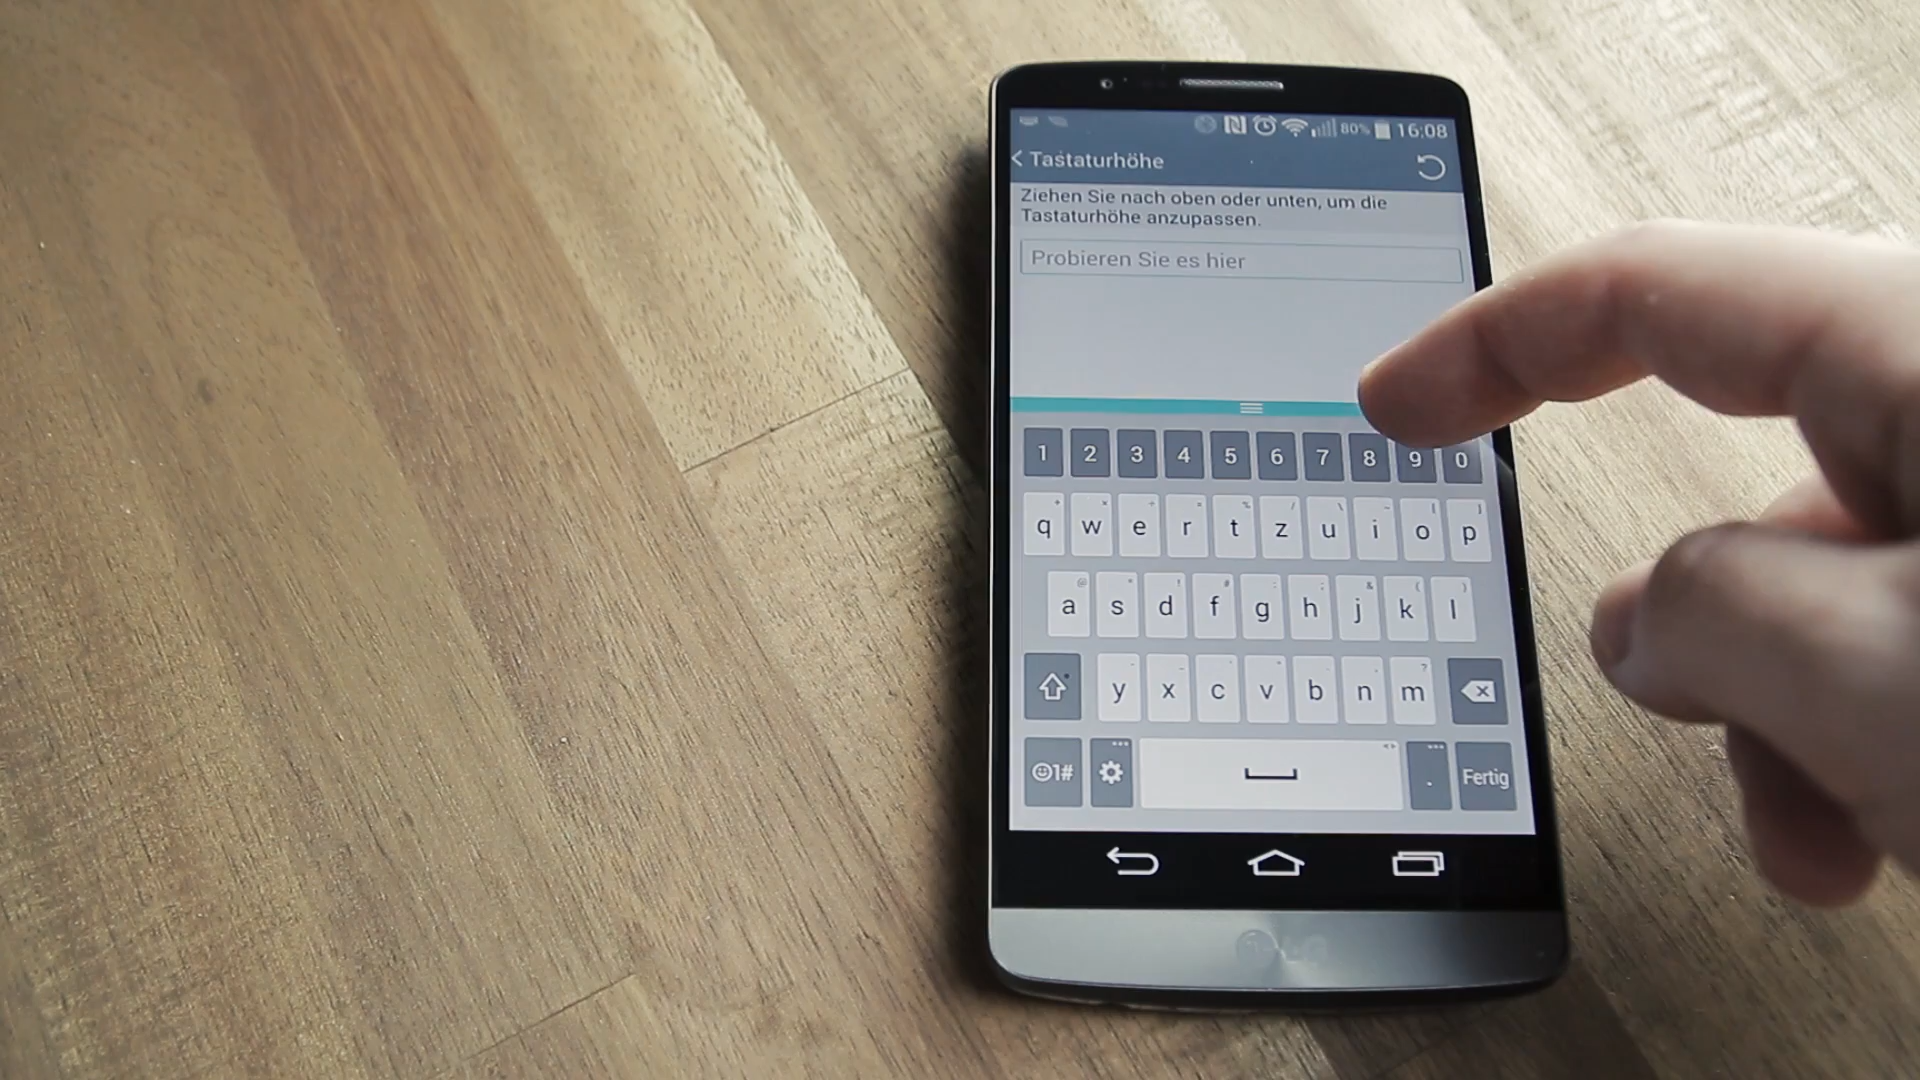 80% 16:08
< Tastaturhöhe
Ziehen Sie nach oben oder unten, um die
Tastaturhöhe anzupassen.
Probieren Sie es hier
1 2 3 4 5 6 7 8 9 0
q w e r t z u i o p
a s d f g h j k l
y x c v b n m
1# . Fertig
LG